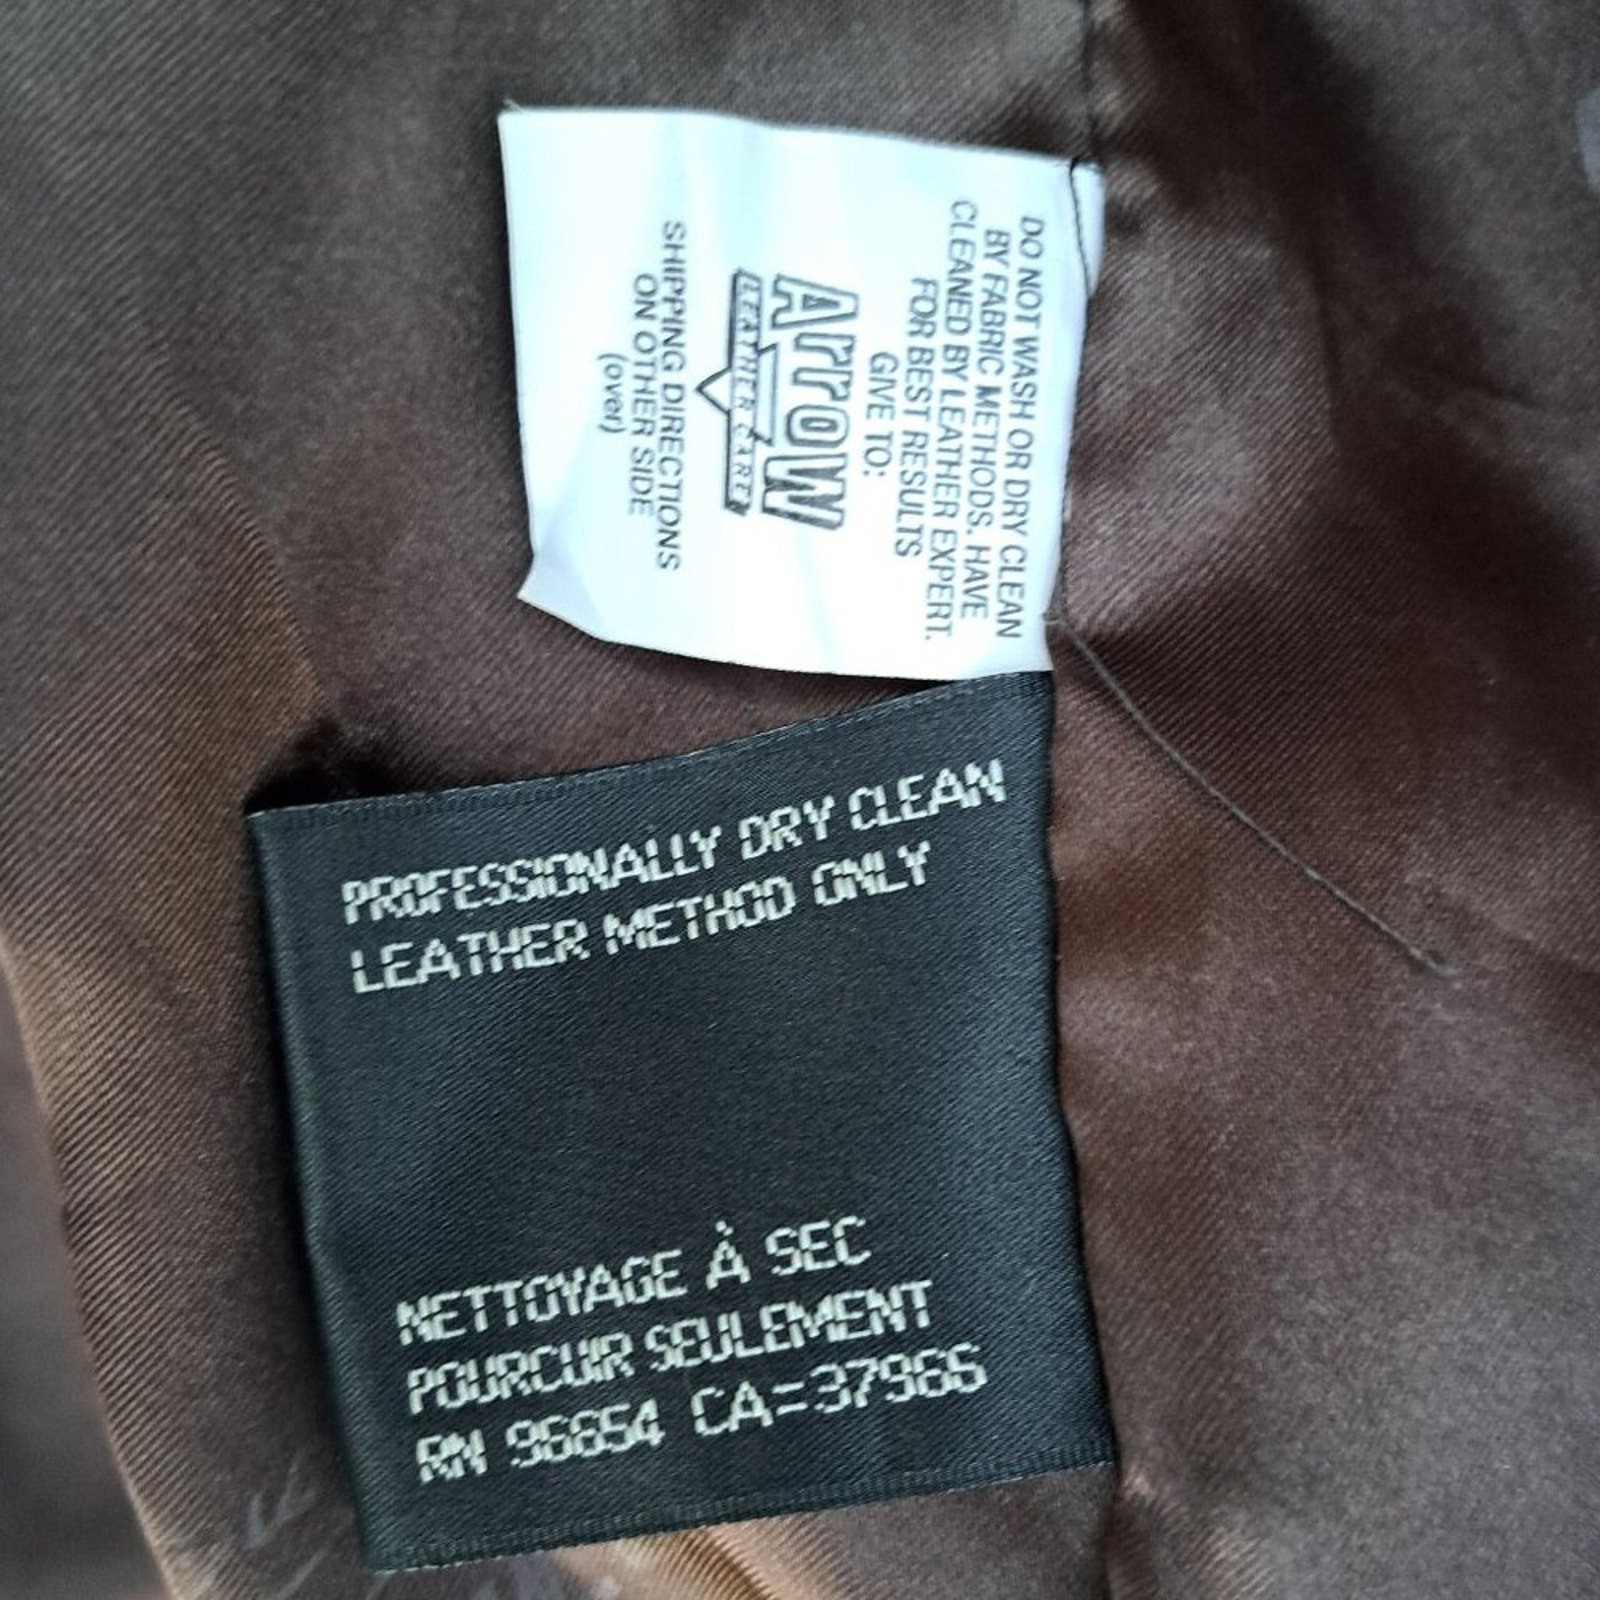 DO NOT WASH OR DRY CLEAN
BY FABRIC METHODS. HAVE
CLEANED BY LEATHER EXPERT.
FOR BEST RESULTS
GIVE TO:
Arrow
LEATHER CARE
SHIPPING DIRECTIONS
ON OTHER SIDE
(over)
PROFESSIONALLY DRY CLEAN
LEATHER METHOD ONLY
NETTOYAGE À SEC
POURCUIR SEULEMENT
RN 96654 CA=37965